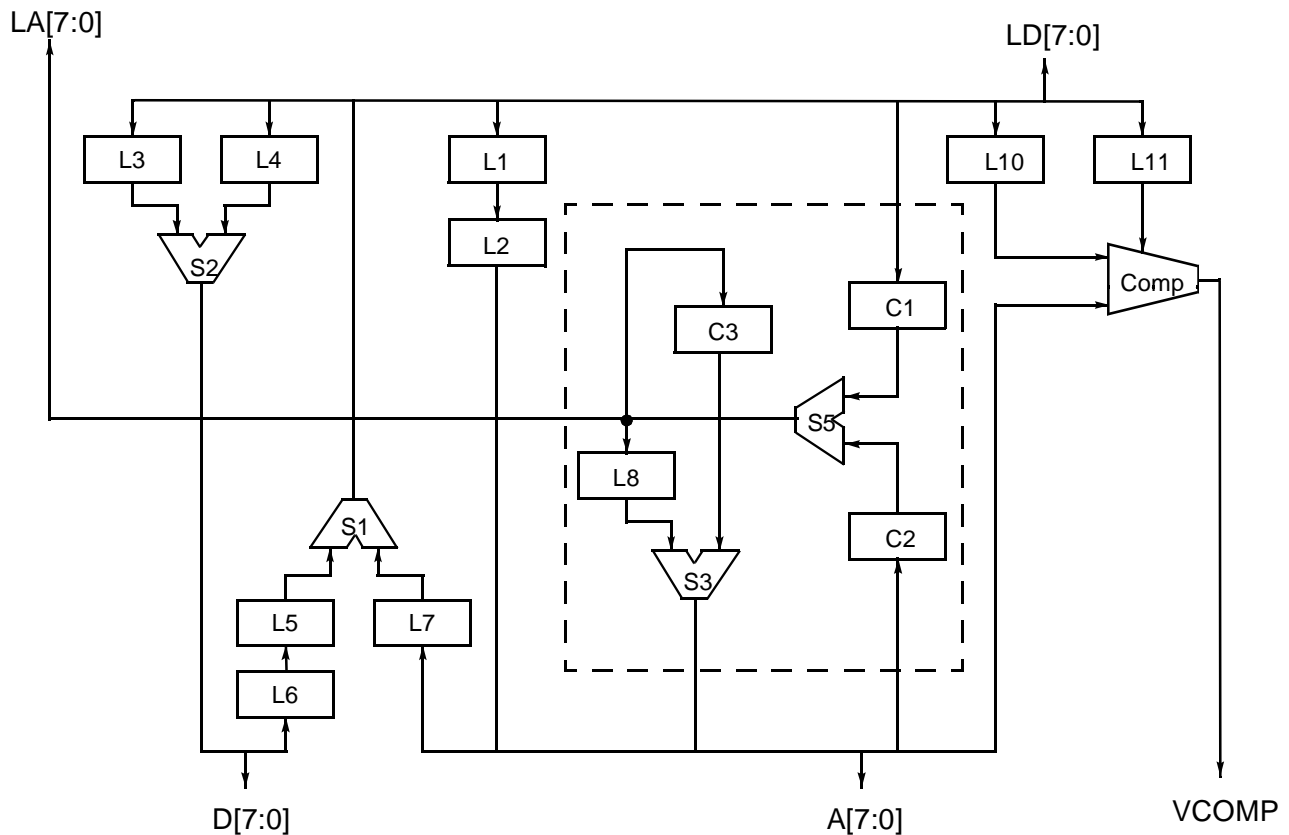 LA[7:0]
LD[7:0]
L3
L4
L1
L10
L11
L2
S2
Comp
C1
C3
S5
L8
S1
C2
S3
L5
L7
L6
D[7:0]
A[7:0]
VCOMP